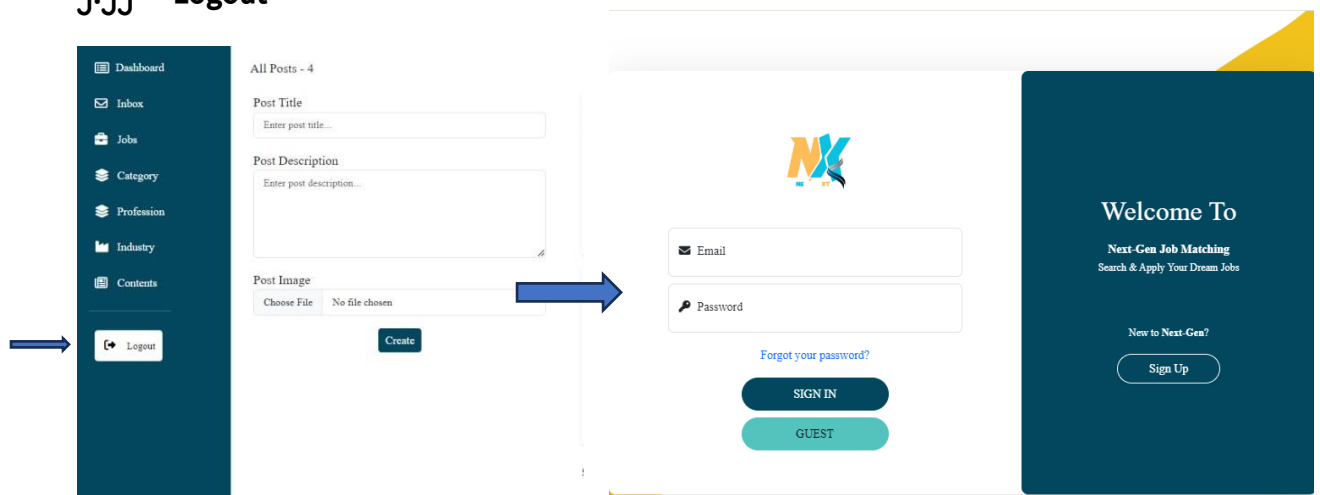 Logout
Dashboard
Inbox
Jobs
Category
Profession
Industry
Contents
Logout
All Posts - 4
Post Title
Enter post title...
Post Description
Enter post description...
Post Image
Choose File No file chosen
Create
NX
Email
Password
Forgot your password?
SIGN IN
GUEST
Welcome To
Next-Gen Job Matching
Search & Apply Your Dream Jobs
New to Next-Gen?
Sign Up